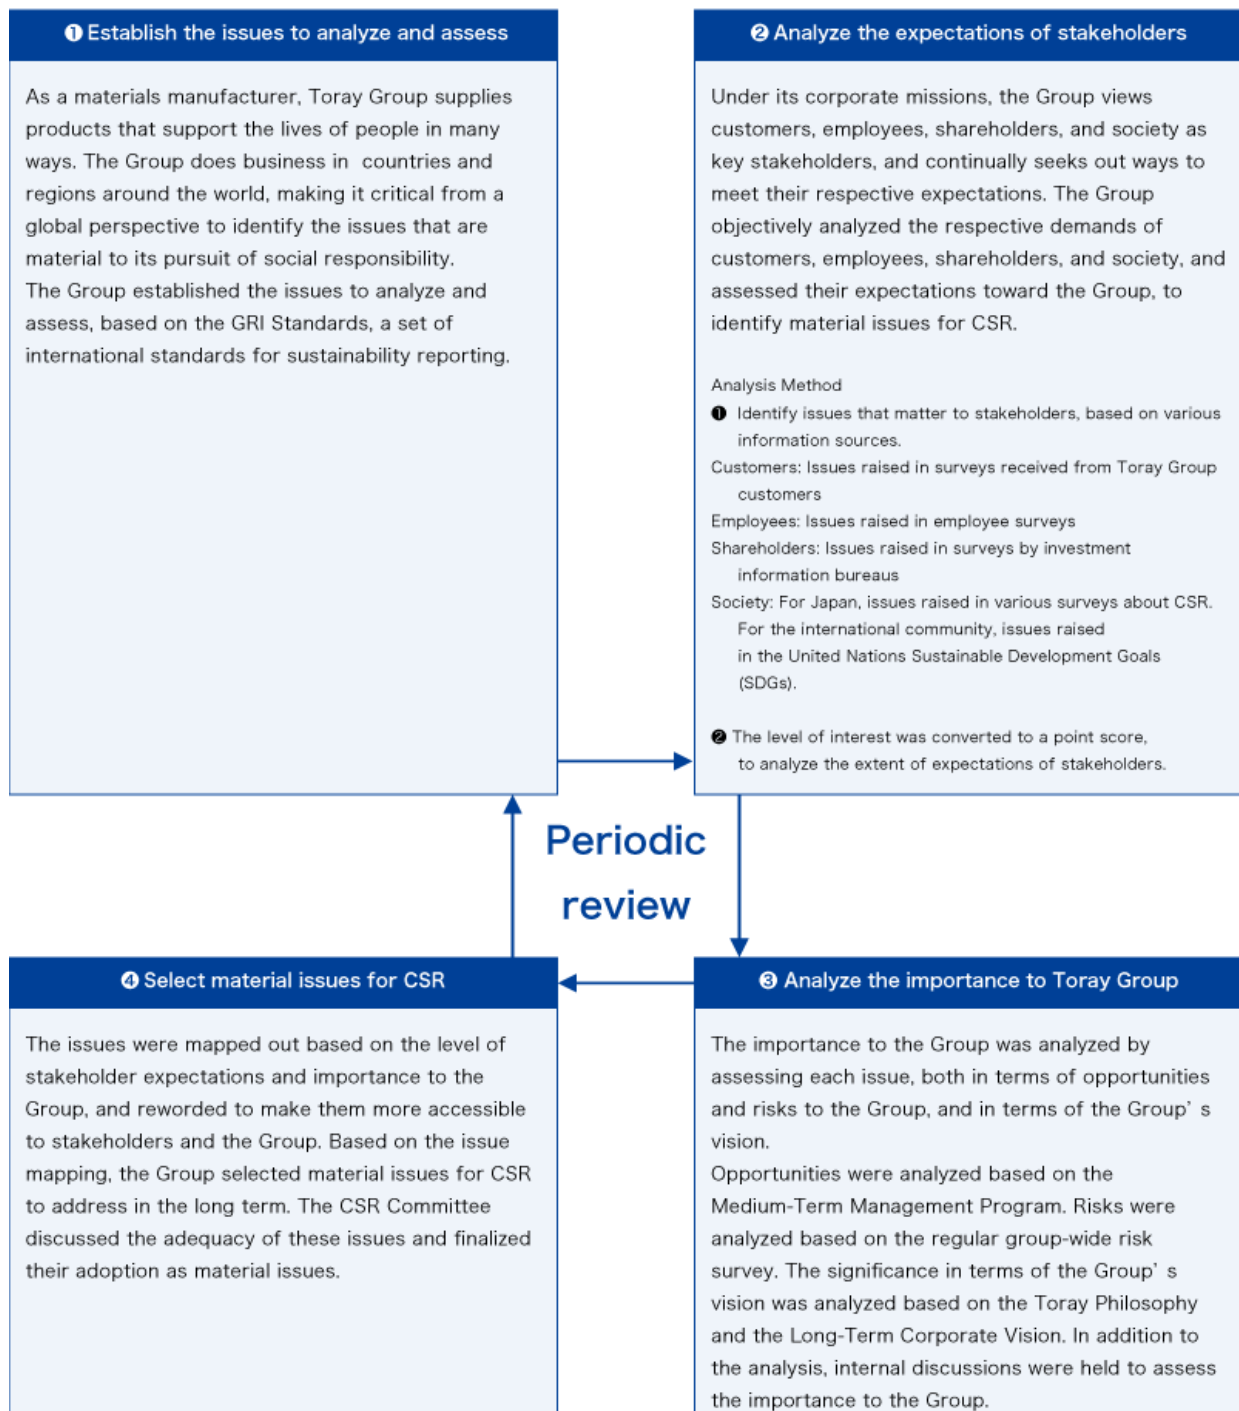 ❶ Establish the issues to analyze and assess
As a materials manufacturer, Toray Group supplies
products that support the lives of people in many
ways. The Group does business in countries and
regions around the world, making it critical from a
global perspective to identify the issues that are
material to its pursuit of social responsibility.
The Group established the issues to analyze and
assess, based on the GRI Standards, a set of
international standards for sustainability reporting.
❷ Analyze the expectations of stakeholders
Under its corporate missions, the Group views
customers, employees, shareholders, and society as
key stakeholders, and continually seeks out ways to
meet their respective expectations. The Group
objectively analyzed the respective demands of
customers, employees, shareholders, and society, and
assessed their expectations toward the Group, to
identify material issues for CSR.
Analysis Method
❶ Identify issues that matter to stakeholders, based on various
information sources.
Customers: Issues raised in surveys received from Toray Group
customers
Employees: Issues raised in employee surveys
Shareholders: Issues raised in surveys by investment
information bureaus
Society: For Japan, issues raised in various surveys about CSR.
For the international community, issues raised
in the United Nations Sustainable Development Goals
(SDGs).
❷ The level of interest was converted to a point score,
to analyze the extent of expectations of stakeholders.
Periodic
review
❸ Analyze the importance to Toray Group
The importance to the Group was analyzed by
assessing each issue, both in terms of opportunities
and risks to the Group, and in terms of the Group's
vision.
Opportunities were analyzed based on the
Medium-Term Management Program. Risks were
analyzed based on the regular group-wide risk
survey. The significance in terms of the Group's
vision was analyzed based on the Toray Philosophy
and the Long-Term Corporate Vision. In addition to
the analysis, internal discussions were held to assess
the importance to the Group.
❹ Select material issues for CSR
The issues were mapped out based on the level of
stakeholder expectations and importance to the
Group, and reworded to make them more accessible
to stakeholders and the Group. Based on the issue
mapping, the Group selected material issues for CSR
to address in the long term. The CSR Committee
discussed the adequacy of these issues and finalized
their adoption as material issues.